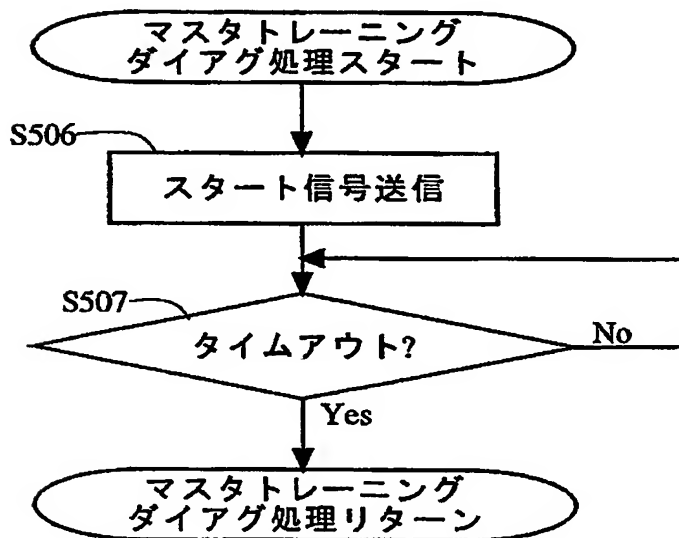 マスタトレーニング
ダイアグ処理スタート
S506
スタート信号送信
S507
タイムアウト?
No
Yes
マスタトレーニング
ダイアグ処理リターン